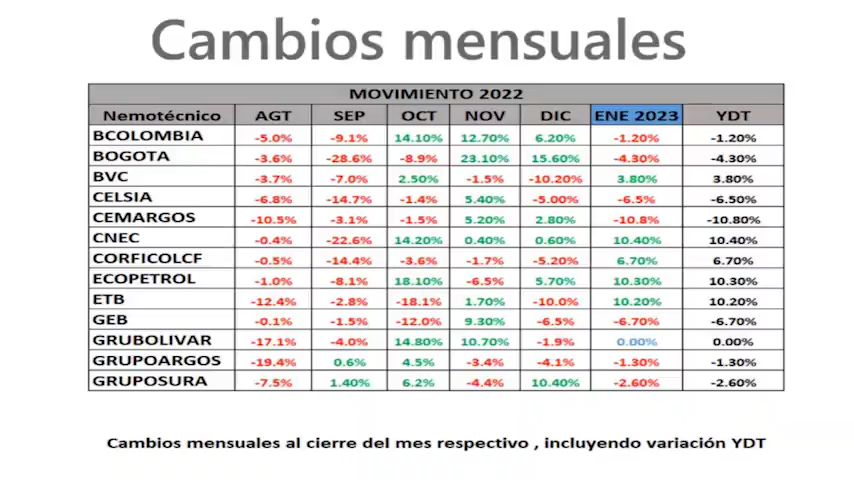 Cambios mensuales
MOVIMIENTO 2022
Nemotécnico AGT SEP OCT NOV DIC ENE 2023 YDT
BCOLOMBIA -5.0% -9.1% 14.10% 12.70% 6.20% -1.20% -1.20%
BOGOTA -3.6% -28.6% -8.9% 23.10% 15.60% -4.30% -4.30%
BVC -3.7% -7.0% 2.50% -1.5% -10.20% 3.80% 3.80%
CELSIA -6.8% -14.7% -1.4% 5.40% -5.00% -6.5% -6.50%
CEMARGOS -10.5% -3.1% -1.5% 5.20% 2.80% -10.8% -10.80%
CNEC -0.4% -22.6% 14.20% 0.40% 0.60% 10.40% 10.40%
CORFICOLCF -0.5% -14.4% -3.6% -1.7% -5.20% 6.70% 6.70%
ECOPETROL -1.0% -8.1% 18.10% -6.5% 5.70% 10.30% 10.30%
ETB -12.4% -2.8% -18.1% 1.70% -10.0% 10.20% 10.20%
GEB -0.1% -1.5% -12.0% 9.30% -6.5% -6.70% -6.70%
GRUBOLIVAR -17.1% -4.0% 14.80% 10.70% -1.9% 0.00% 0.00%
GRUPOARGOS -19.4% 0.6% 4.5% -3.4% -4.1% -1.30% -1.30%
GRUPOSURA -7.5% 1.40% 6.2% -4.4% 10.40% -2.60% -2.60%
Cambios mensuales al cierre del mes respectivo , incluyendo variación YDT